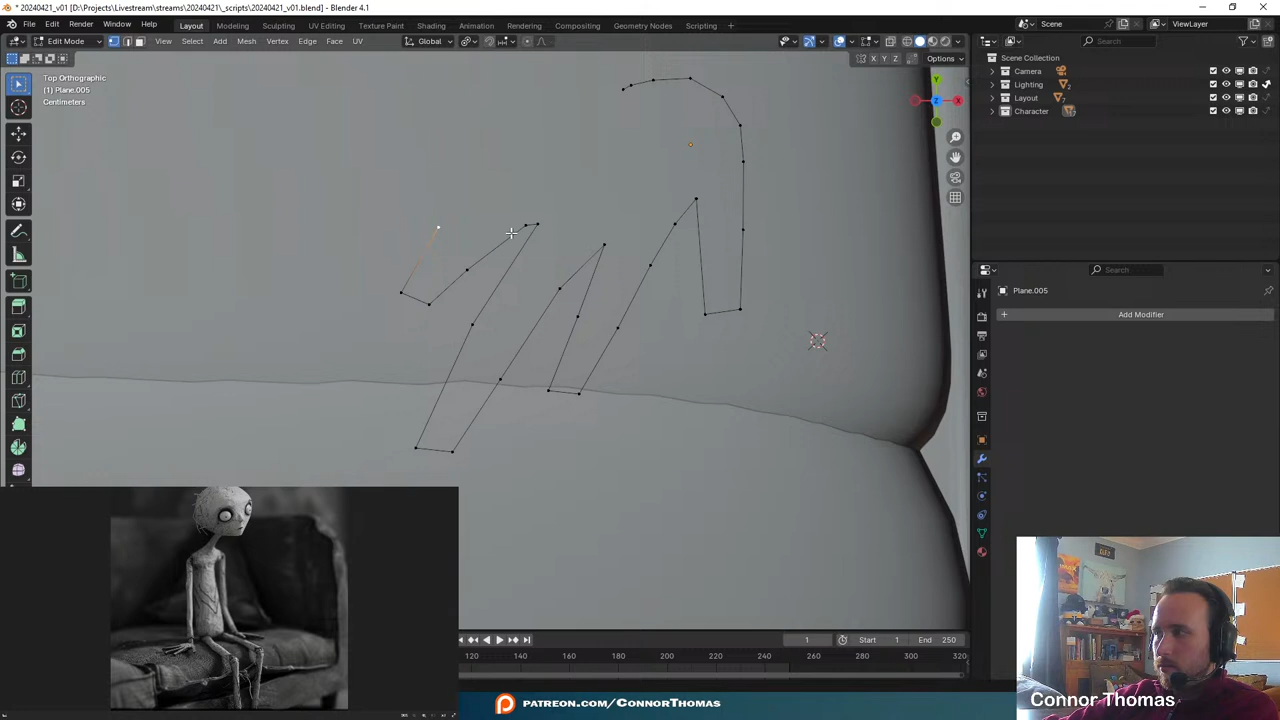 * 20240421_v01 [D:\Projects\Livestream\streams\20240421\_scripts\20240421_v01.blend] - Blender 4.1
File Edit Render Window Help Layout Modeling Sculpting UV Editing Texture Paint Shading Animation Rendering Compositing Geometry Nodes Scripting Scene ViewLayer
Edit Mode View Select Add Mesh Vertex Edge Face UV Global Search
X Y Z Options
Top Orthographic
(1) Plane.005
Centimeters
Y
Z
X
Scene Collection
Camera
Lighting
Layout
Character
Search
Plane.005
Add Modifier
1 Start 1 End 250
120 140 160 180 200 220 240 260 280 300 320
PATREON.COM/CONNORTHOMAS
Connor Thomas